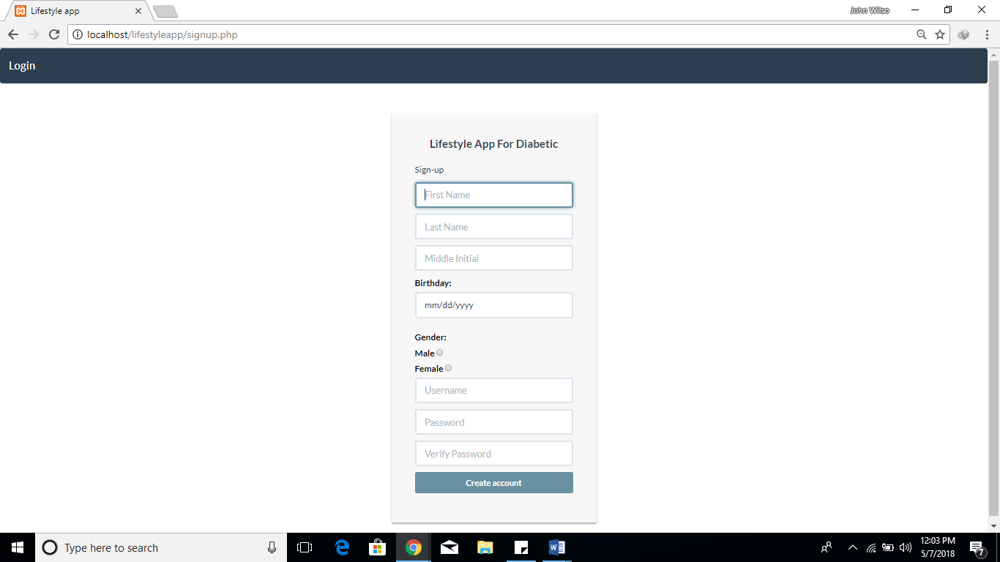 Lifestyle app
John Wilso
localhost/lifestyleapp/signup.php
Login
Lifestyle App For Diabetic
Sign-up
First Name
Last Name
Middle Initial
Birthday:
mm/dd/yyyy
Gender:
Male
Female
Username
Password
Verify Password
Create account
Type here to search
12:03 PM
5/7/2018
7